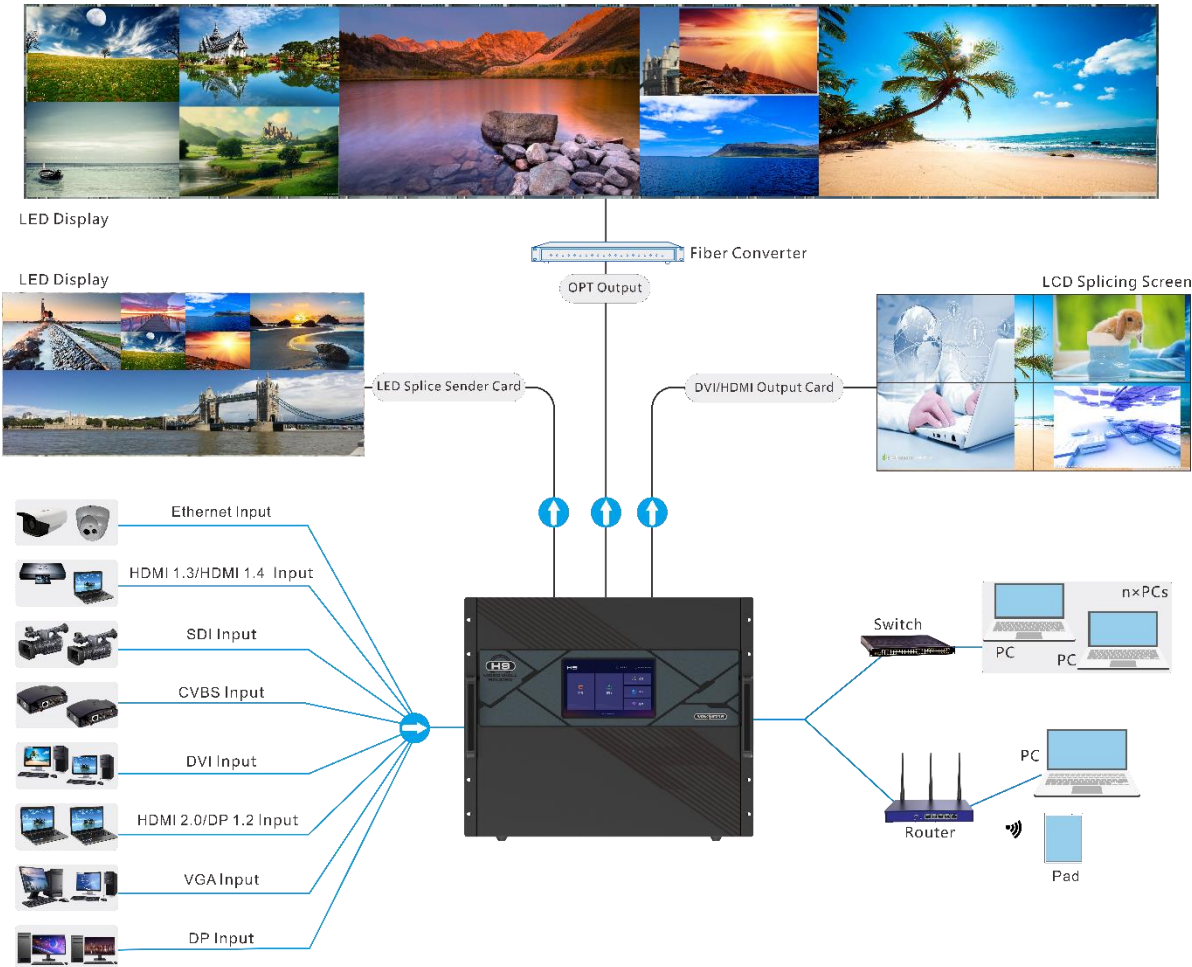 LED Display
Fiber Converter
OPT Output
LED Display
LCD Splicing Screen
LED Splice Sender Card
DVI/HDMI Output Card
Ethernet Input
HDMI 1.3/HDMI 1.4 Input
SDI Input
CVBS Input
DVI Input
HDMI 2.0/DP 1.2 Input
VGA Input
DP Input
H9
H9
Switch
n×PCs
PC
PC
PC
Router
Pad